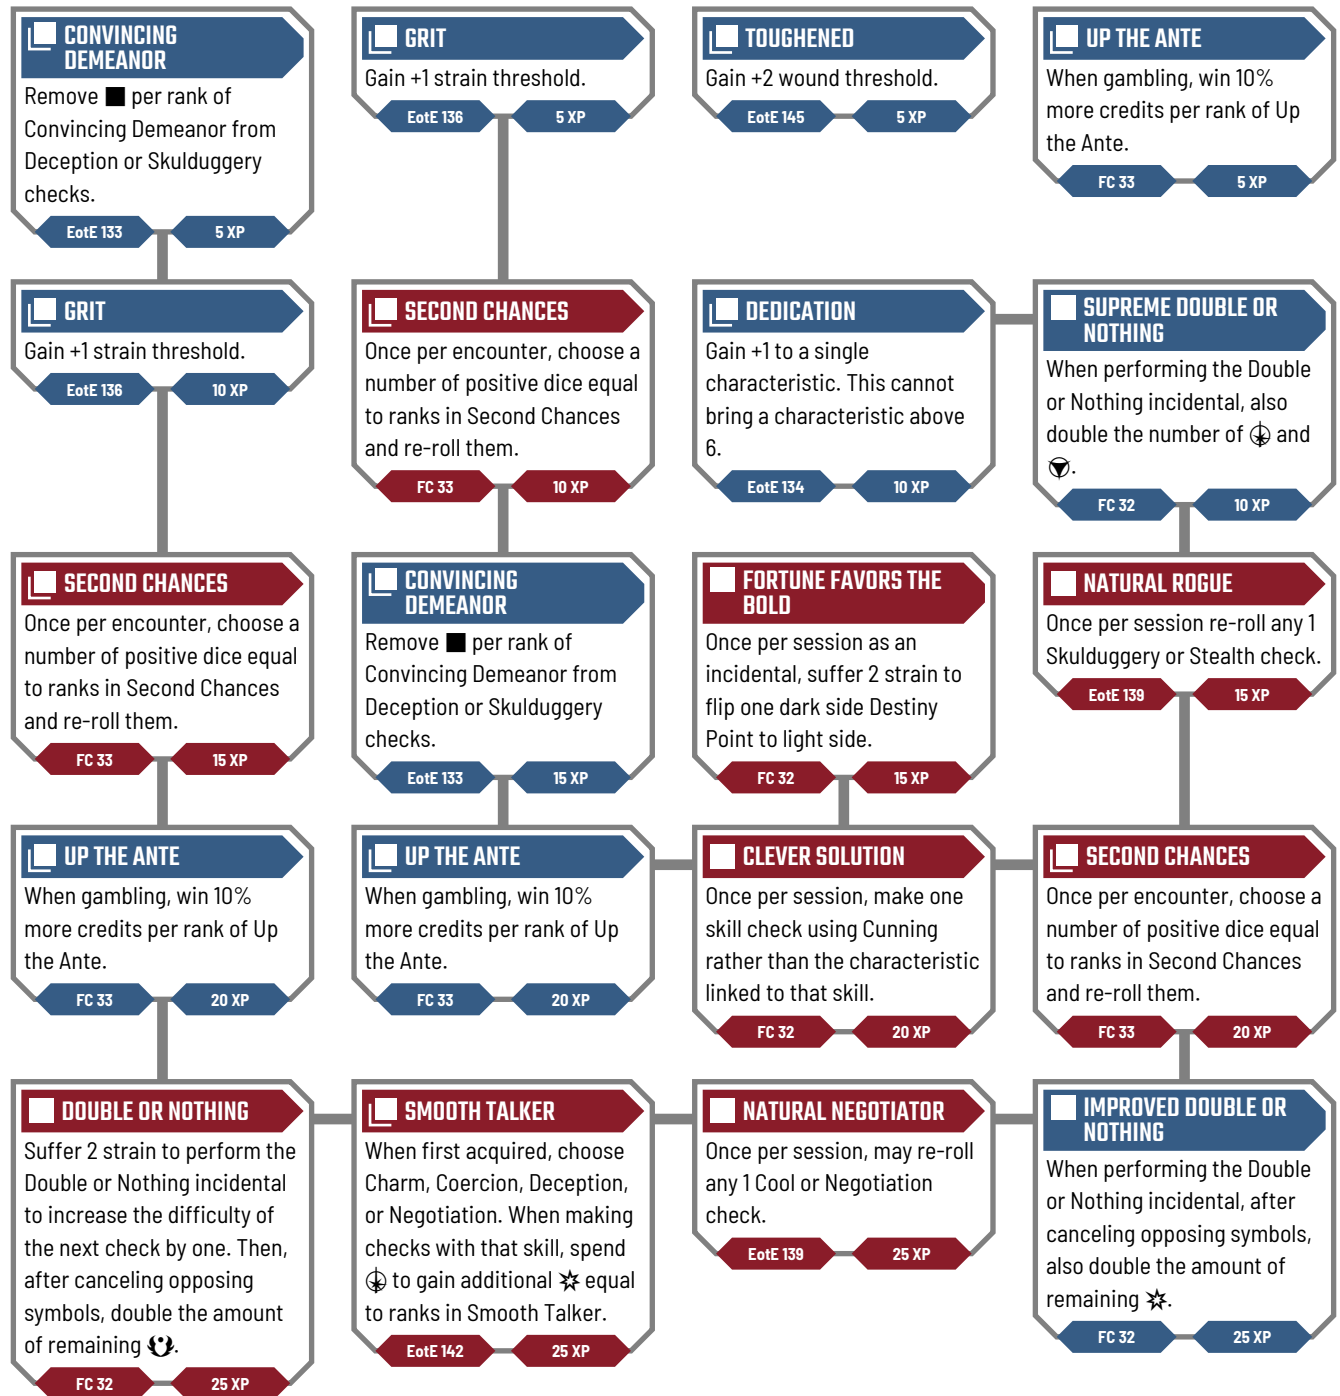 CONVINCING
DEMEANOR
Remove ■ per rank of
Convincing Demeanor from
Deception or Skulduggery
checks.
EotE 133
5 XP
GRIT
Gain +1 strain threshold.
EotE 136
5 XP
TOUGHENED
Gain +2 wound threshold.
EotE 145
5 XP
UP THE ANTE
When gambling, win 10%
more credits per rank of Up
the Ante.
FC 33
5 XP
GRIT
Gain +1 strain threshold.
EotE 136
10 XP
SECOND CHANCES
Once per encounter, choose a
number of positive dice equal
to ranks in Second Chances
and re-roll them.
FC 33
10 XP
DEDICATION
Gain +1 to a single
characteristic. This cannot
bring a characteristic above
6.
EotE 134
10 XP
SUPREME DOUBLE OR
NOTHING
When performing the Double
or Nothing incidental, also
double the number of and
.
FC 32
10 XP
SECOND CHANCES
Once per encounter, choose a
number of positive dice equal
to ranks in Second Chances
and re-roll them.
FC 33
15 XP
CONVINCING
DEMEANOR
Remove ■ per rank of
Convincing Demeanor from
Deception or Skulduggery
checks.
EotE 133
15 XP
FORTUNE FAVORS THE
BOLD
Once per session as an
incidental, suffer 2 strain to
flip one dark side Destiny
Point to light side.
FC 32
15 XP
NATURAL ROGUE
Once per session re-roll any 1
Skulduggery or Stealth check.
EotE 139
15 XP
UP THE ANTE
When gambling, win 10%
more credits per rank of Up
the Ante.
FC 33
20 XP
UP THE ANTE
When gambling, win 10%
more credits per rank of Up
the Ante.
FC 33
20 XP
CLEVER SOLUTION
Once per session, make one
skill check using Cunning
rather than the characteristic
linked to that skill.
FC 32
20 XP
SECOND CHANCES
Once per encounter, choose a
number of positive dice equal
to ranks in Second Chances
and re-roll them.
FC 33
20 XP
DOUBLE OR NOTHING
Suffer 2 strain to perform the
Double or Nothing incidental
to increase the difficulty of
the next check by one. Then,
after canceling opposing
symbols, double the amount
of remaining .
FC 32
25 XP
SMOOTH TALKER
When first acquired, choose
Charm, Coercion, Deception,
or Negotiation. When making
checks with that skill, spend
to gain additional equal
to ranks in Smooth Talker.
EotE 142
25 XP
NATURAL NEGOTIATOR
Once per session, may re-roll
any 1 Cool or Negotiation
check.
EotE 139
25 XP
IMPROVED DOUBLE OR
NOTHING
When performing the Double
or Nothing incidental, after
canceling opposing symbols,
also double the amount of
remaining .
FC 32
25 XP